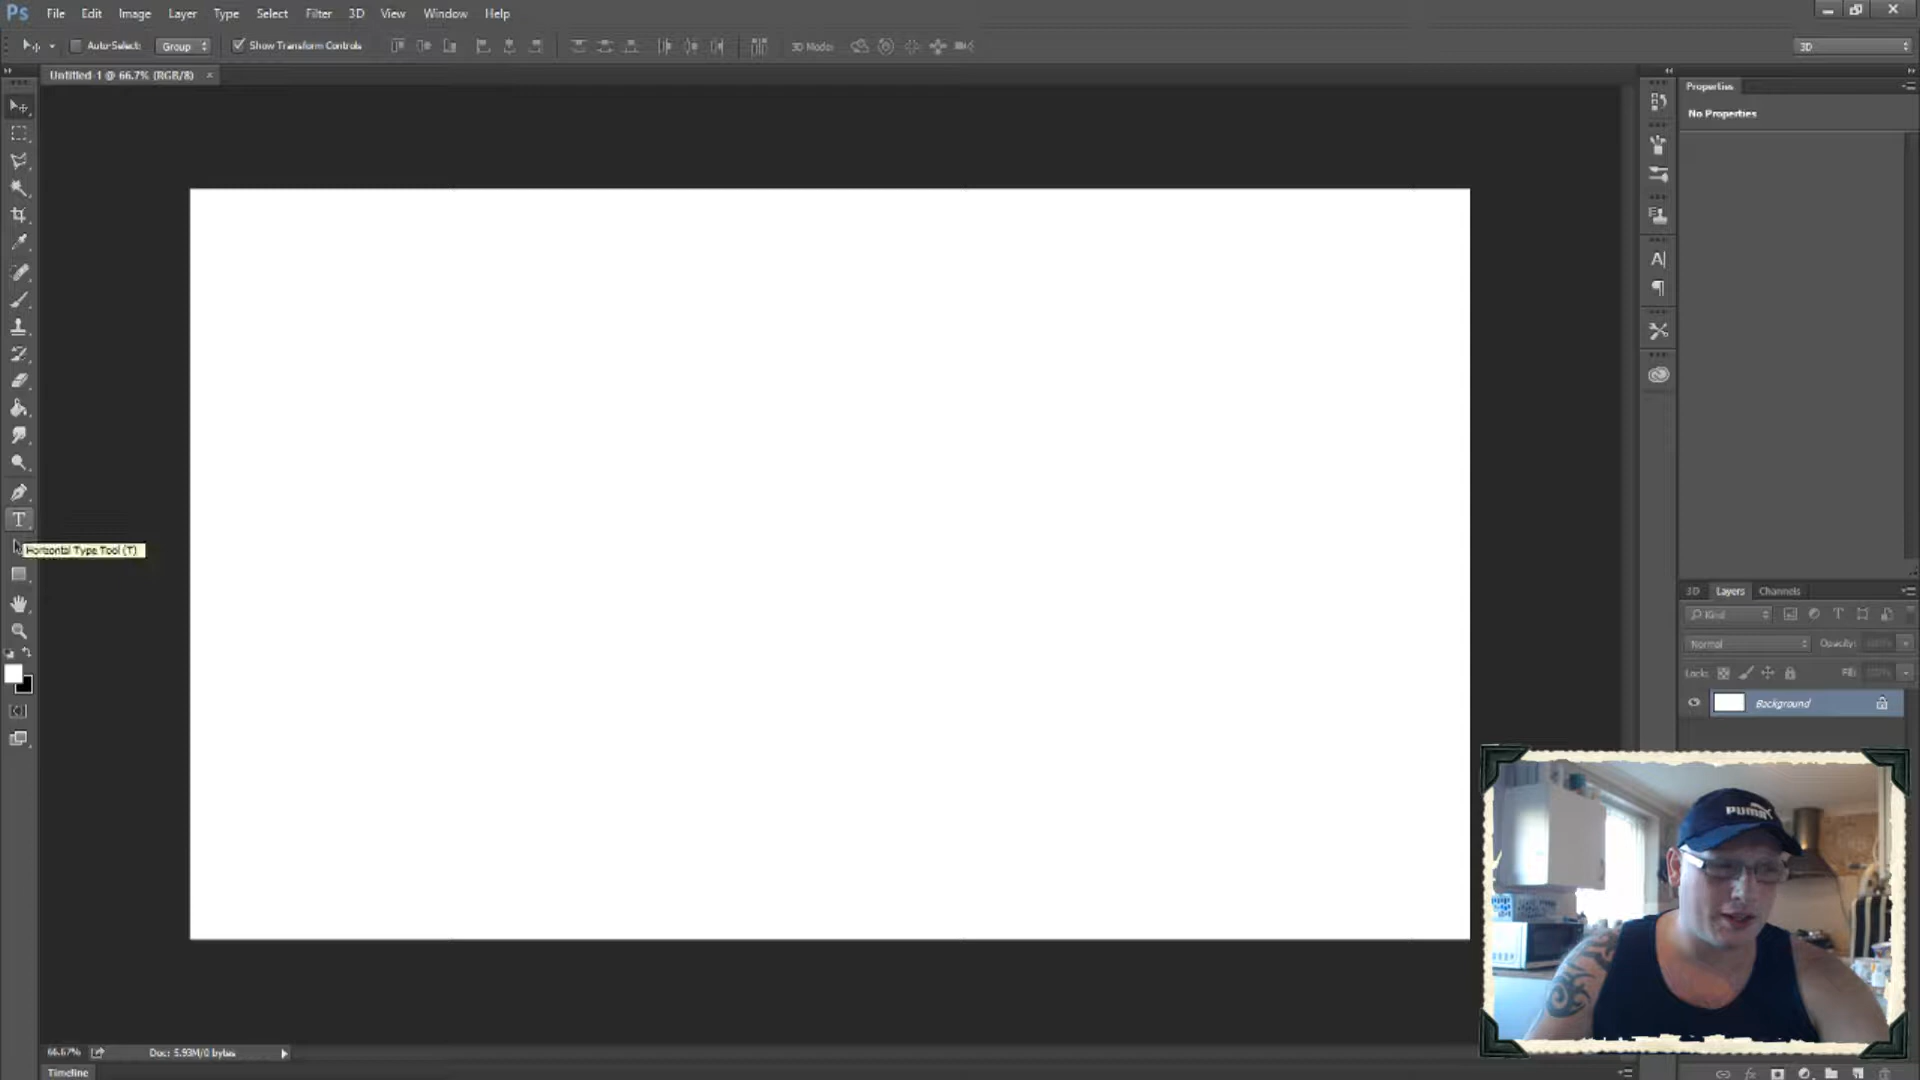 Ps File Edit Image Layer Type Select Filter 3D View Window Help
Auto-Select: Group Show Transform Controls 3D Mode: 3D
Untitled-1 @ 66.7% (RGB/8) ×
Properties
No Properties
Horizontal Type Tool (T)
3D Layers Channels
Kind
Normal Opacity: 100%
Lock: Fill: 100%
Background
PUMA
66.67% Doc: 5.93M/0 bytes
Timeline